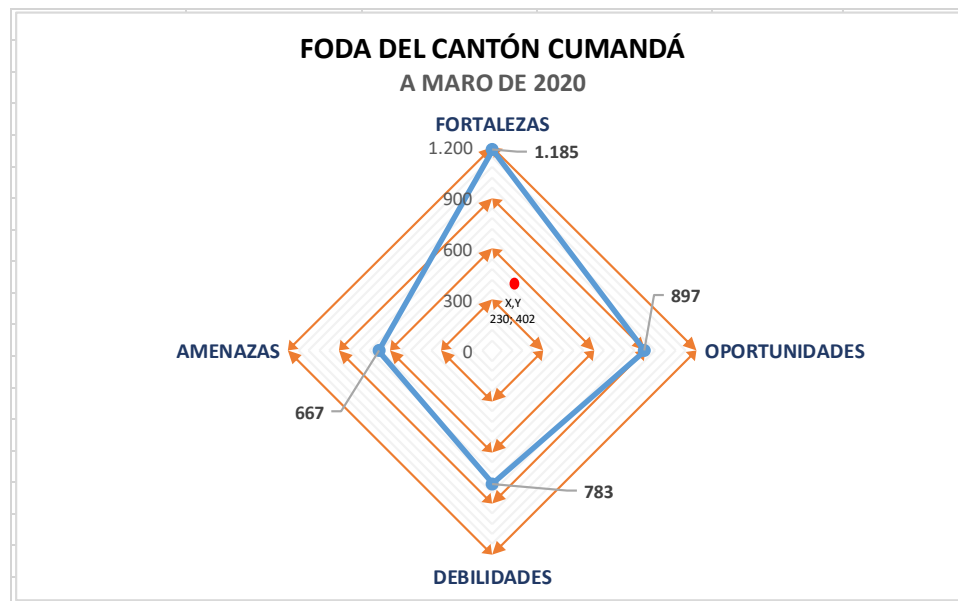 FODA DEL CANTÓN CUMANDÁ
A MARO DE 2020
FORTALEZAS
1.200
1.185
900
600
300
X,Y
230; 402
897
0
AMENAZAS
OPORTUNIDADES
667
783
DEBILIDADES